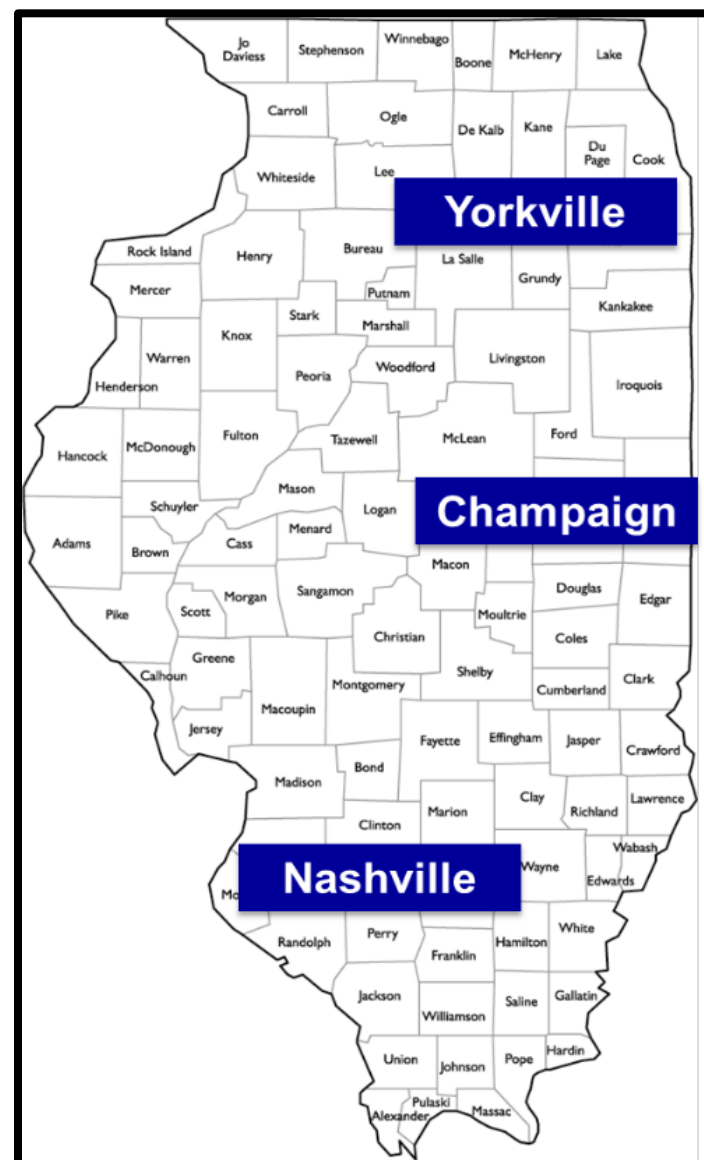 Jo
Daviess
Stephenson
Winnebago
Boone
McHenry
Lake
Carroll
Ogle
De Kalb
Kane
Du
Page
Cook
Whiteside
Lee
Yorkville
Rock Island
Henry
Bureau
La Salle
Grundy
Mercer
Putnam
Kankakee
Stark
Marshall
Knox
Warren
Henderson
Peoria
Woodford
Livingston
Iroquois
Hancock
McDonough
Fulton
Tazewell
McLean
Ford
Mason
Schuyler
Logan
Champaign
Adams
Brown
Cass
Menard
Macon
Pike
Scott
Morgan
Sangamon
Christian
Moultrie
Douglas
Edgar
Coles
Greene
Calhoun
Macoupin
Montgomery
Shelby
Cumberland
Clark
Jersey
Fayette
Effingham
Jasper
Crawford
Madison
Bond
Clay
Richland
Lawrence
Clinton
Marion
Wabash
Nashville
Wayne
Edwards
Randolph
Perry
Franklin
Hamilton
White
Jackson
Williamson
Saline
Gallatin
Union
Johnson
Pope
Hardin
Pulaski
Alexander
Massac